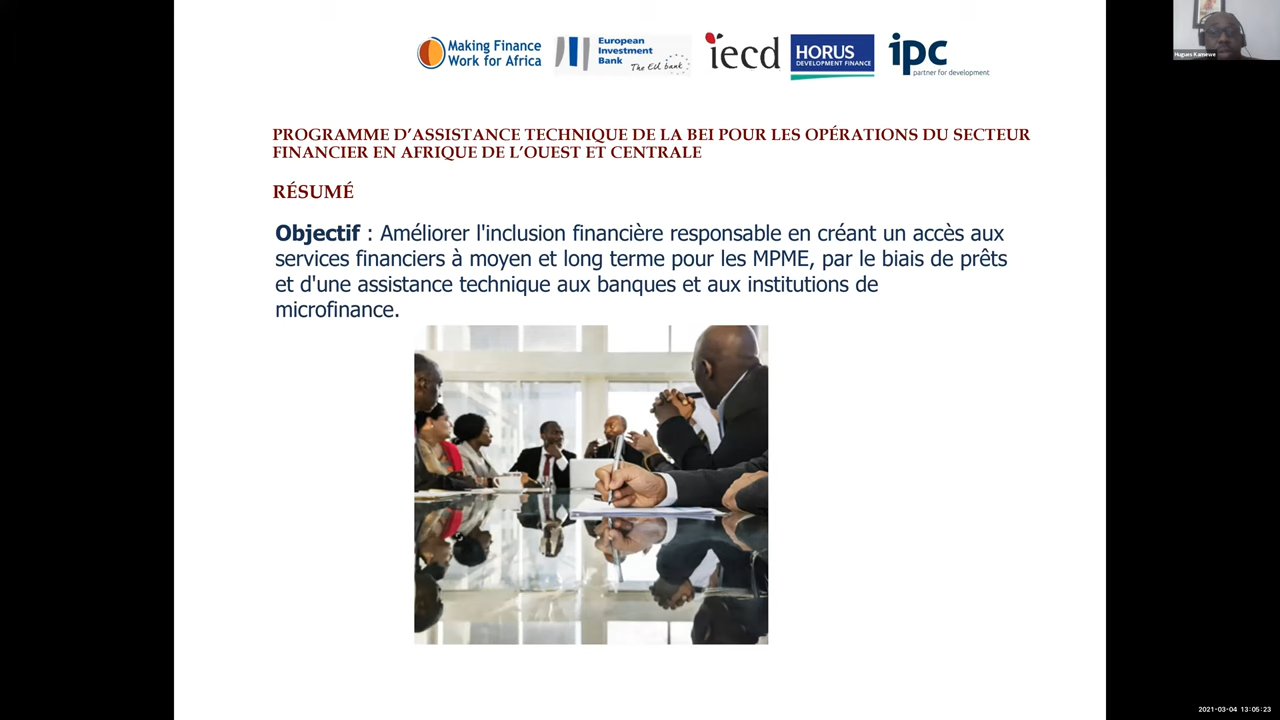 Making Finance
Work for Africa
European
Investment
Bank
The EU bank
iecd
HORUS
DEVELOPMENT FINANCE
ipc
partner for development
Hugues Kamewe
PROGRAMME D’ASSISTANCE TECHNIQUE DE LA BEI POUR LES OPÉRATIONS DU SECTEUR
FINANCIER EN AFRIQUE DE L’OUEST ET CENTRALE
RÉSUMÉ
Objectif : Améliorer l'inclusion financière responsable en créant un accès aux
services financiers à moyen et long terme pour les MPME, par le biais de prêts
et d'une assistance technique aux banques et aux institutions de
microfinance.
2021-03-04 13:05:23